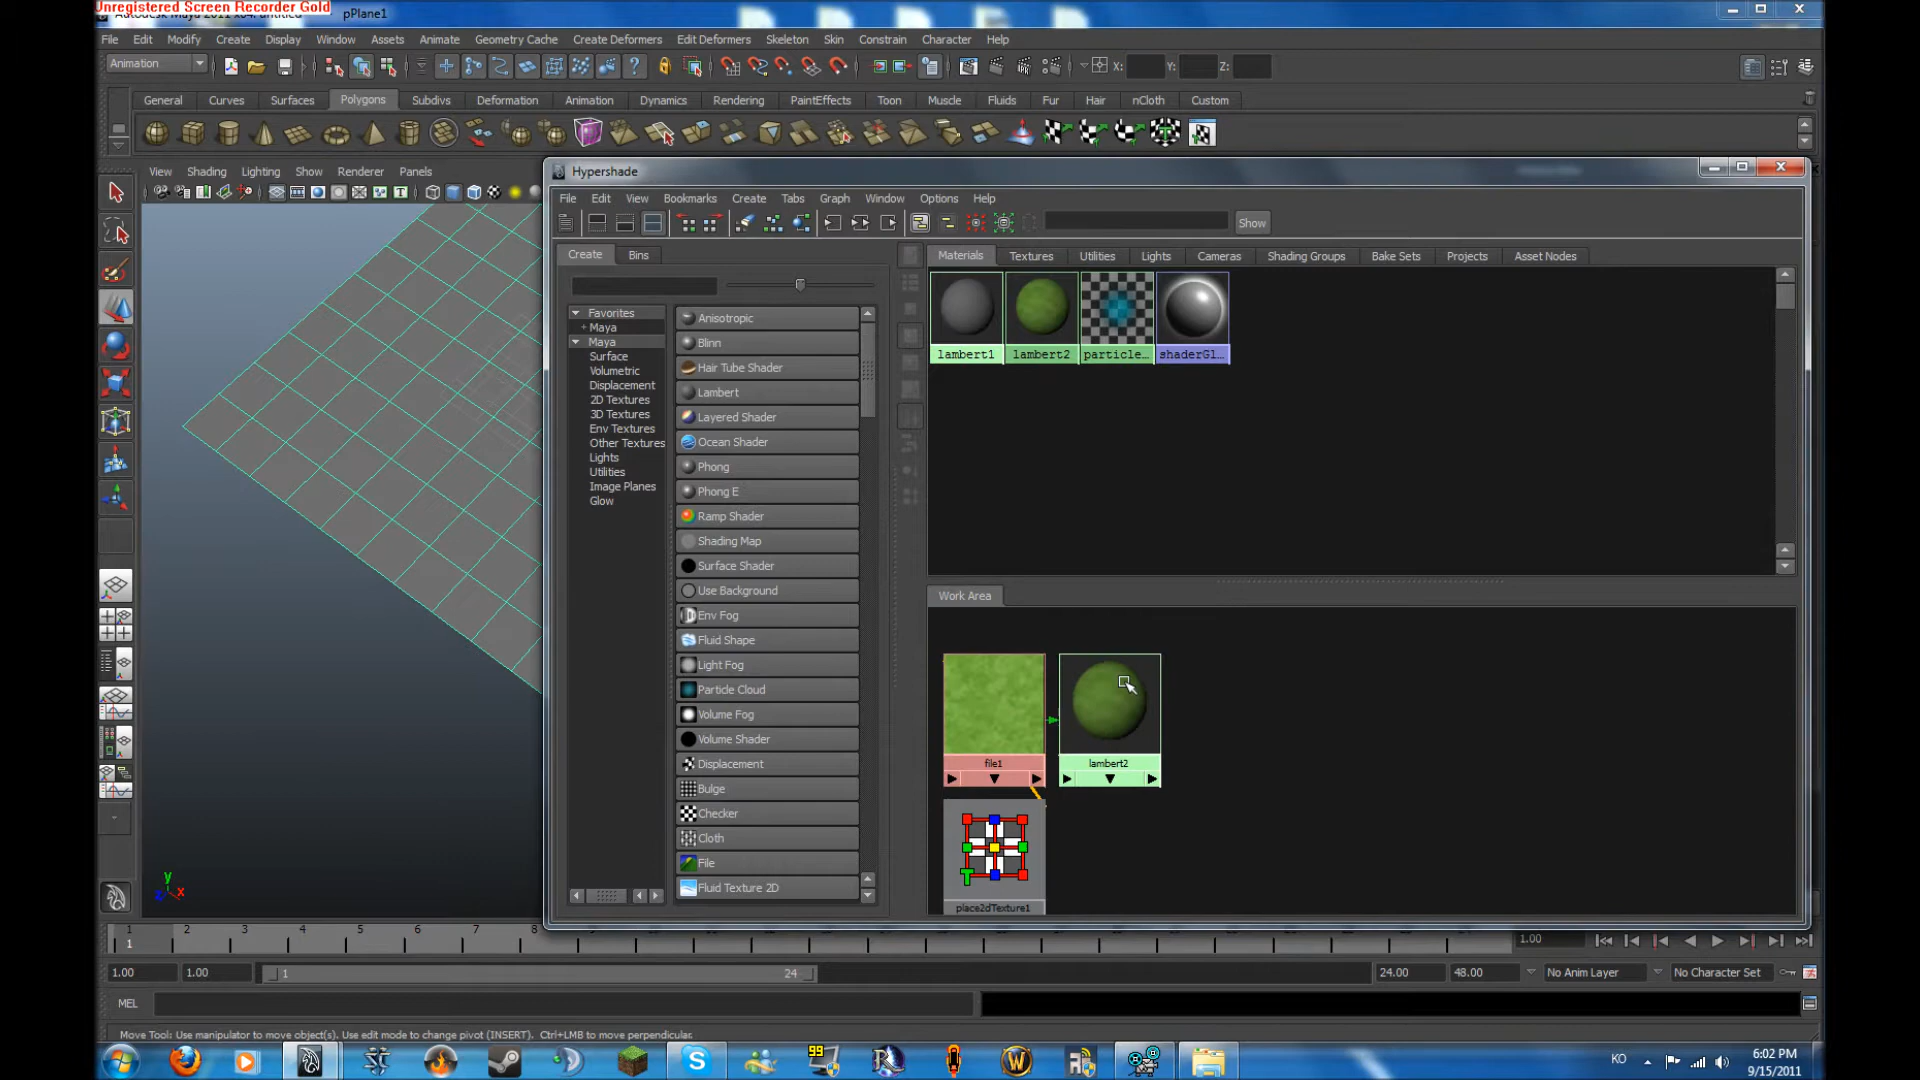 Unregistered Screen Recorder Gold
pPlane1
File Edit Modify Create Display Window Assets Animate Geometry Cache Create Deformers Edit Deformers Skeleton Skin Constrain Character Help
Animation
X: Y: Z:
General Curves Surfaces Polygons Subdivs Deformation Animation Dynamics Rendering PaintEffects Toon Muscle Fluids Fur Hair nCloth Custom
View Shading Lighting Show Renderer Panels
Hypershade
File Edit View Bookmarks Create Tabs Graph Window Options Help
Show
Create Bins
Favorites
+ Maya
Maya
Surface
Volumetric
Displacement
2D Textures
3D Textures
Env Textures
Other Textures
Lights
Utilities
Image Planes
Glow
Anisotropic
Blinn
Hair Tube Shader
Lambert
Layered Shader
Ocean Shader
Phong
Phong E
Ramp Shader
Shading Map
Surface Shader
Use Background
Env Fog
Fluid Shape
Light Fog
Particle Cloud
Volume Fog
Volume Shader
Displacement
Bulge
Checker
Cloth
File
Fluid Texture 2D
Materials Textures Utilities Lights Cameras Shading Groups Bake Sets Projects Asset Nodes
lambert1 lambert2 particle... shaderGl...
Work Area
file1 lambert2
place2dTexture1
y
x
1 2 3 4 5 6 7 8
1 1.00
1.00 1.00 1 24 24.00 48.00 No Anim Layer No Character Set
MEL
Move Tool: Use manipulator to move object(s). Use edit mode to change pivot (INSERT). Ctrl+LMB to move perpendicular.
99
KO
6:02 PM
9/15/2011